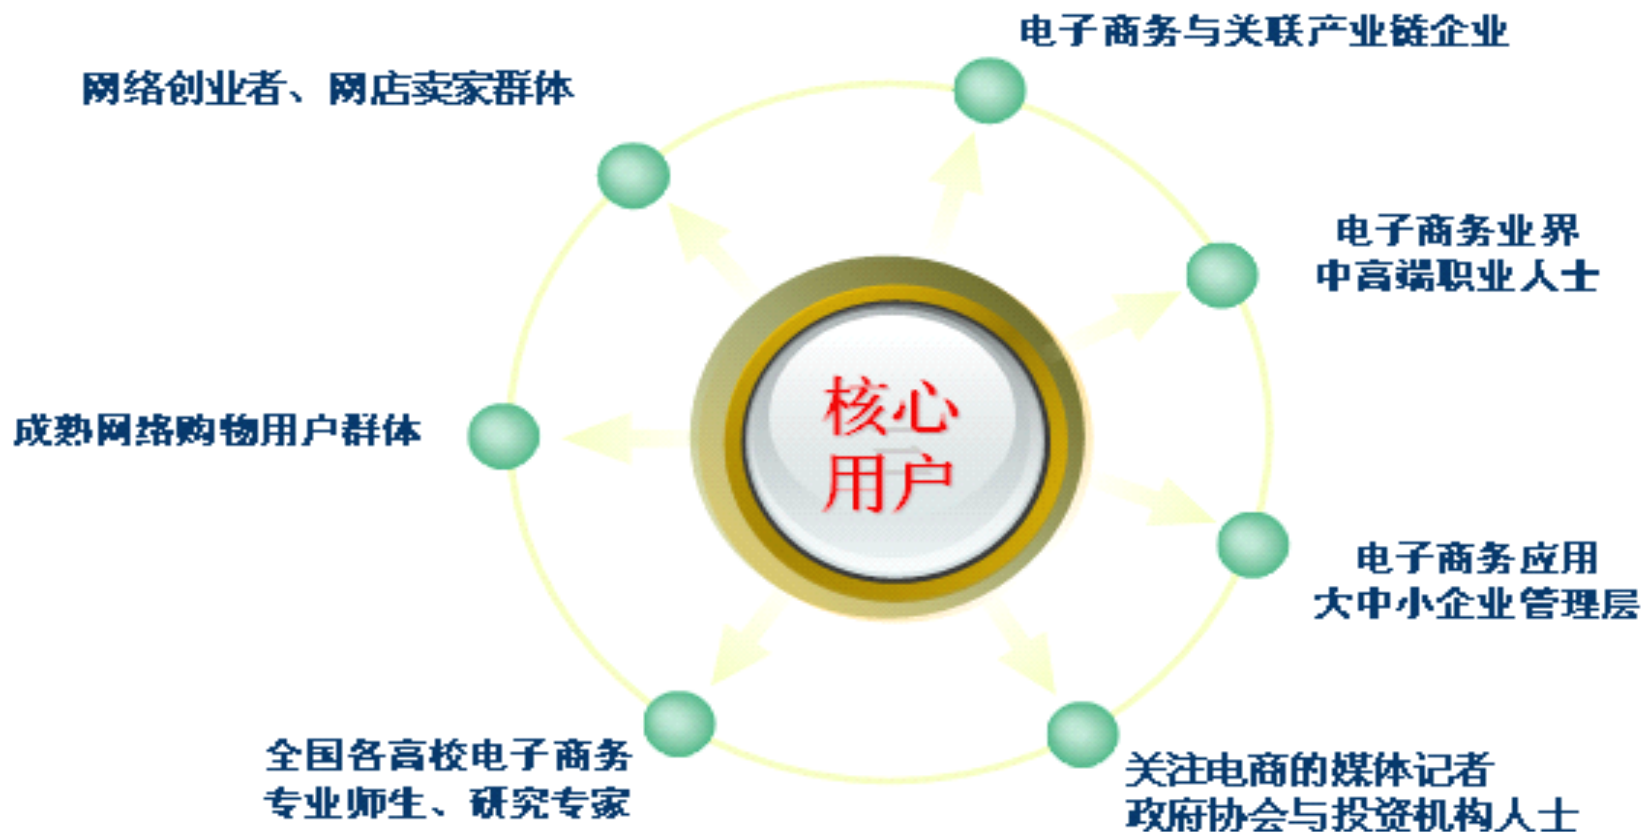 电子商务与关联产业链企业
网络创业者、网店卖家群体
电子商务业界
中高端职业人士
核心
用户
成熟网络购物用户群体
电子商务应用
大中小企业管理层
全国各高校电子商务
专业师生、研究专家
关注电商的媒体记者
政府协会与投资机构人士